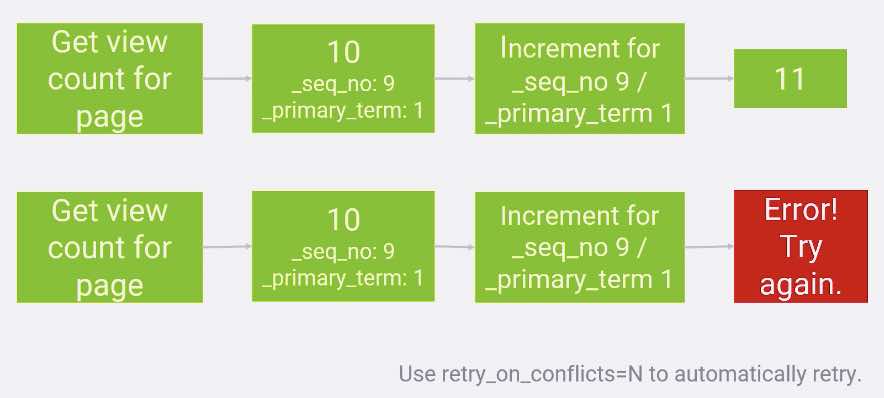 Get view
count for
page
10
_seq_no: 9
_primary_term: 1
Increment for
_seq_no 9 /
_primary_term 1
11
Get view
count for
page
10
_seq_no: 9
_primary_term: 1
Increment for
_seq_no 9 /
_primary_term 1
Error!
Try
again.
Use retry_on_conflicts=N to automatically retry.